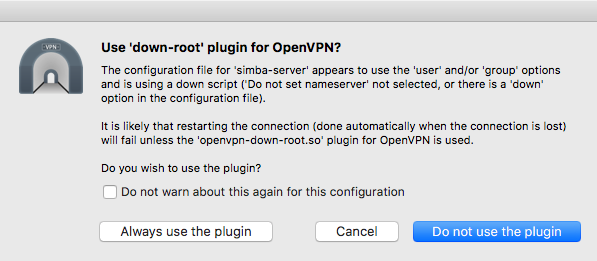 VPN
Use 'down-root' plugin for OpenVPN?
The configuration file for 'simba-server' appears to use the 'user' and/or 'group' options
and is using a down script ('Do not set nameserver' not selected, or there is a 'down'
option in the configuration file).
It is likely that restarting the connection (done automatically when the connection is lost)
will fail unless the 'openvpn-down-root.so' plugin for OpenVPN is used.
Do you wish to use the plugin?
Do not warn about this again for this configuration
Always use the plugin
Cancel
Do not use the plugin